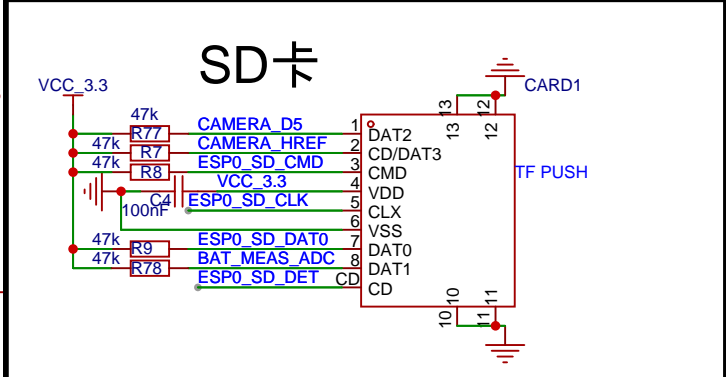 SD卡
VCC_3.3
CARD1
TF PUSH
47k
R77
CAMERA_D5
1
DAT2
47k
R7
CAMERA_HREF
2
CD/DAT3
47k
R8
ESP0_SD_CMD
3
CMD
C4
100nF
VCC_3.3
4
VDD
ESP0_SD_CLK
5
CLX
6
VSS
47k
R9
ESP0_SD_DAT0
7
DAT0
47k
R78
BAT_MEAS_ADC
8
DAT1
ESP0_SD_DET
CD
CD
13
13
12
12
10
10
11
11